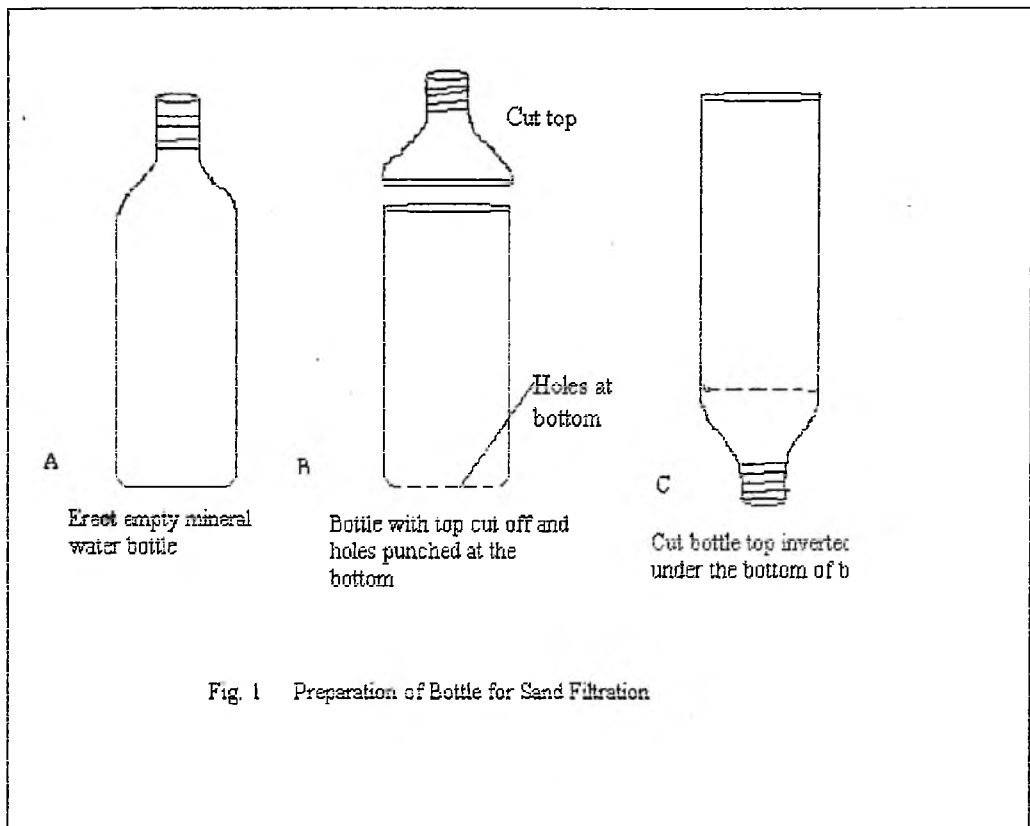 Cut top
Holes at
bottom
A
B
C
Erect empty mineral
water bottle
Bottle with top cut off and
holes punched at the
bottom
Cut bottle top inverted
under the bottom of b
Fig. 1 Preparation of Bottle for Sand Filtration